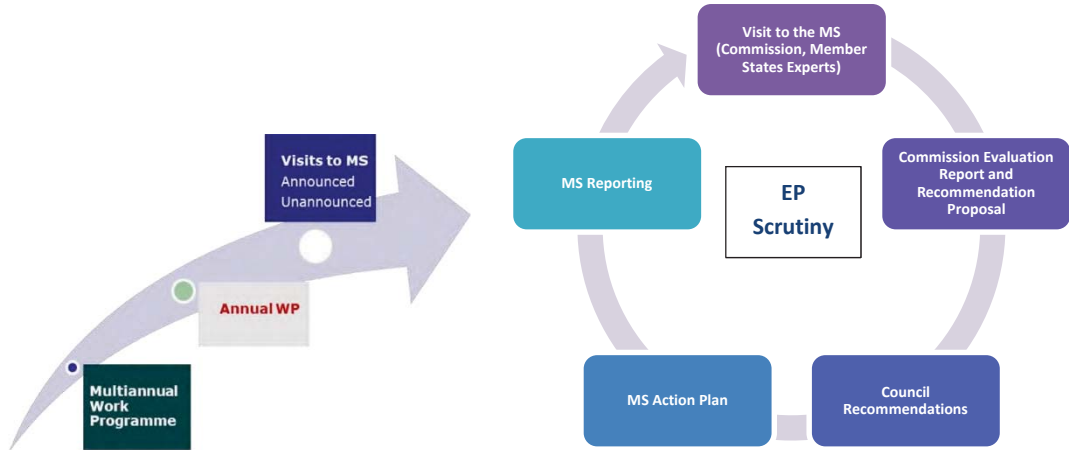 Visits to MS
Announced
Unannounced
Annual WP
Multiannual
Work
Programme
Visit to the MS
(Commission, Member
States Experts)
Commission Evaluation
Report and
Recommendation
Proposal
Council
Recommendations
MS Action Plan
MS Reporting
EP
Scrutiny